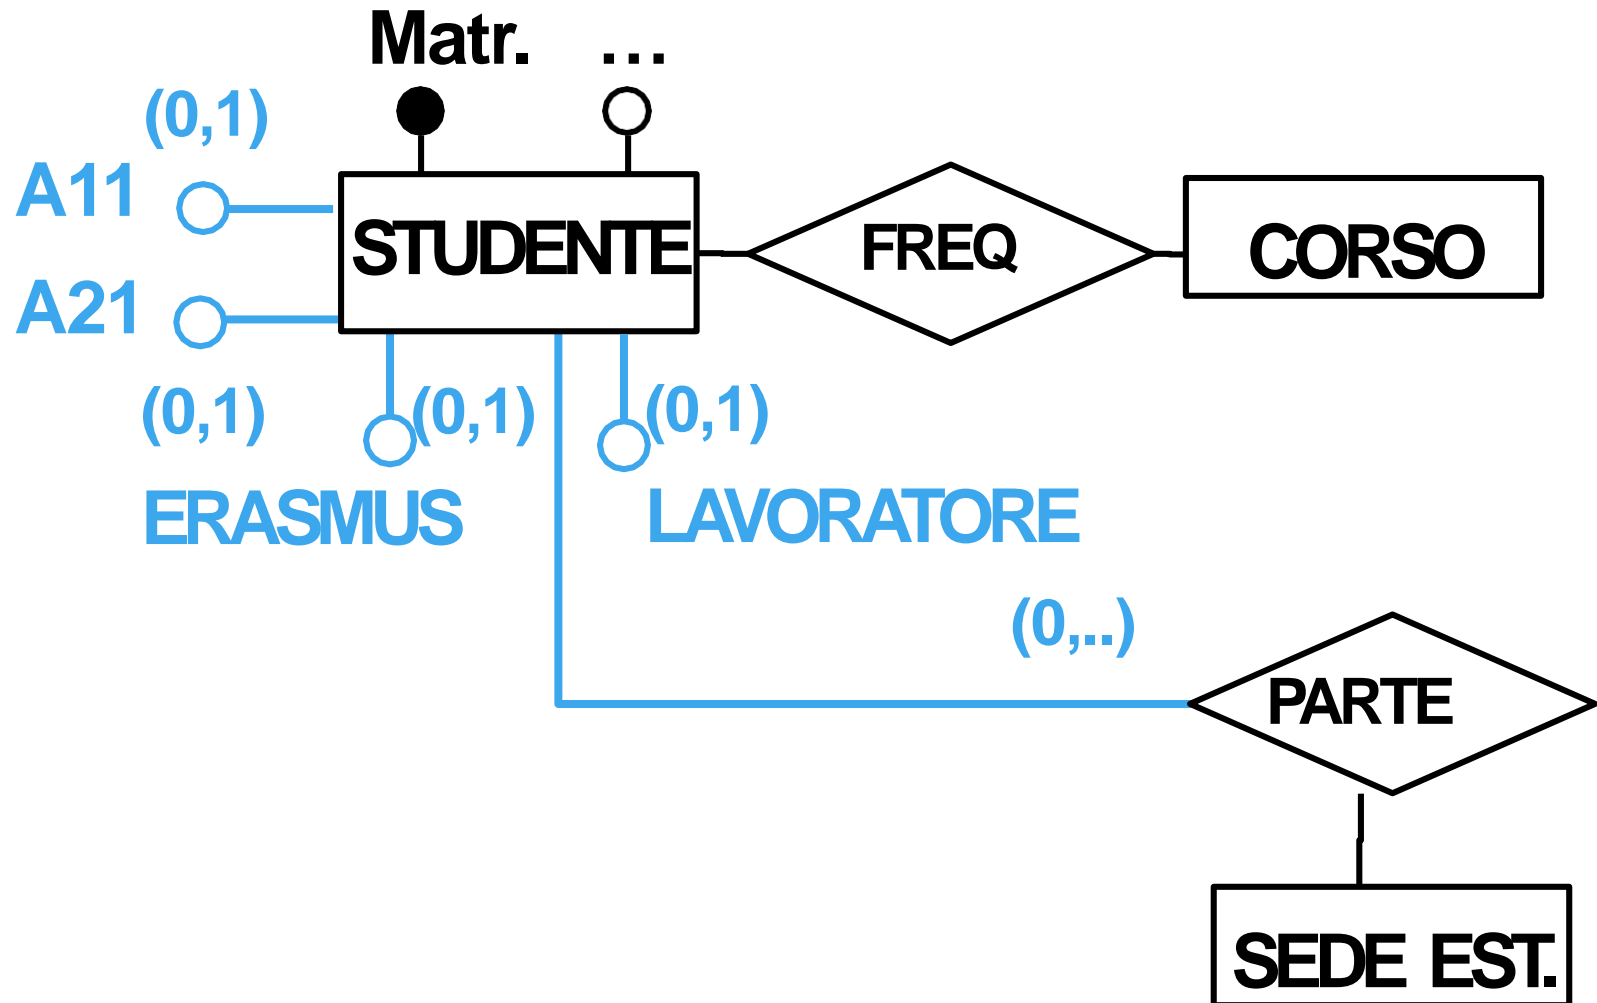 Matr. ...
(0,1)
A11
STUDENTE
FREQ
CORSO
A21
(0,1)
(0,1)
(0,1)
ERASMUS
LAVORATORE
(0,..)
PARTE
SEDE EST.